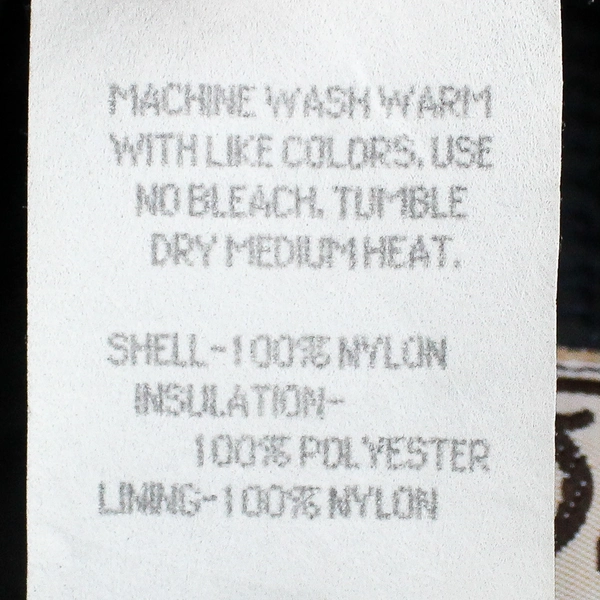 MACHINE WASH WARM
WITH LIKE COLORS. USE
NO BLEACH. TUMBLE
DRY MEDIUM HEAT.
SHELL-100% NYLON
INSULATION-
100% POLYESTER
LINING-100% NYLON